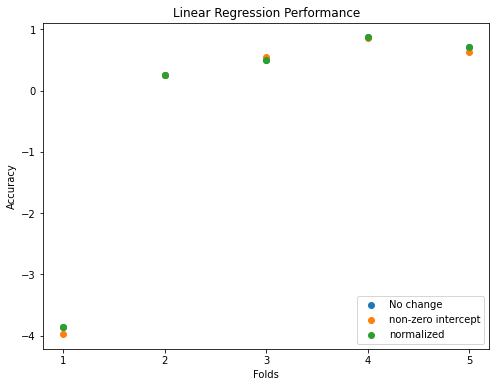 Linear Regression Performance
1
0
−1
−2
−3
−4
Accuracy
No change
non-zero intercept
normalized
1 2 3 4 5
Folds